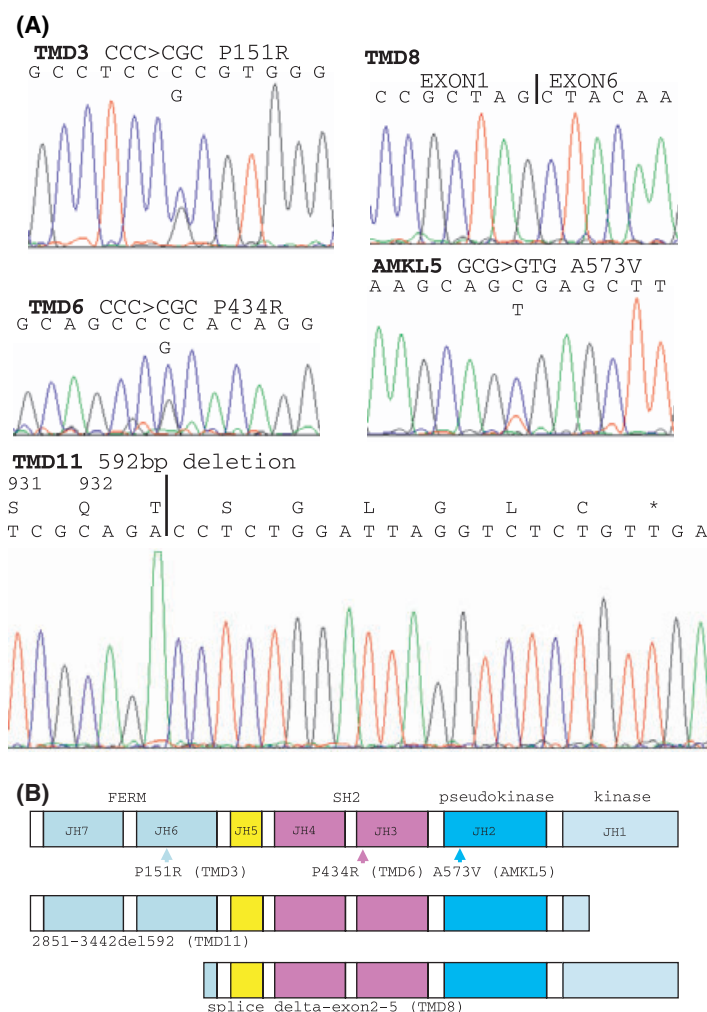 (A)
TMD3 CCC>CGC P151R
G C C T C C C C G T G G G
G
TMD8
EXON1 EXON6
C C G C T A G C T A C A A
TMD6 CCC>CGC P434R
G C A G C C C C A C A G G
G
AMKL5 GCG>GTG A573V
A A G C A G C G A G C T T
T
TMD11 592bp deletion
931 932
S Q T S G L G L C *
T C G C A G A C C T C T G G A T T A G G T C T C T G T T G A
(B)
FERM SH2 pseudokinase kinase
JH7 JH6 JH5 JH4 JH3 JH2 JH1
P151R (TMD3) P434R (TMD6) A573V (AMKL5)
2851-3442del592 (TMD11)
splice delta-exon2-5 (TMD8)